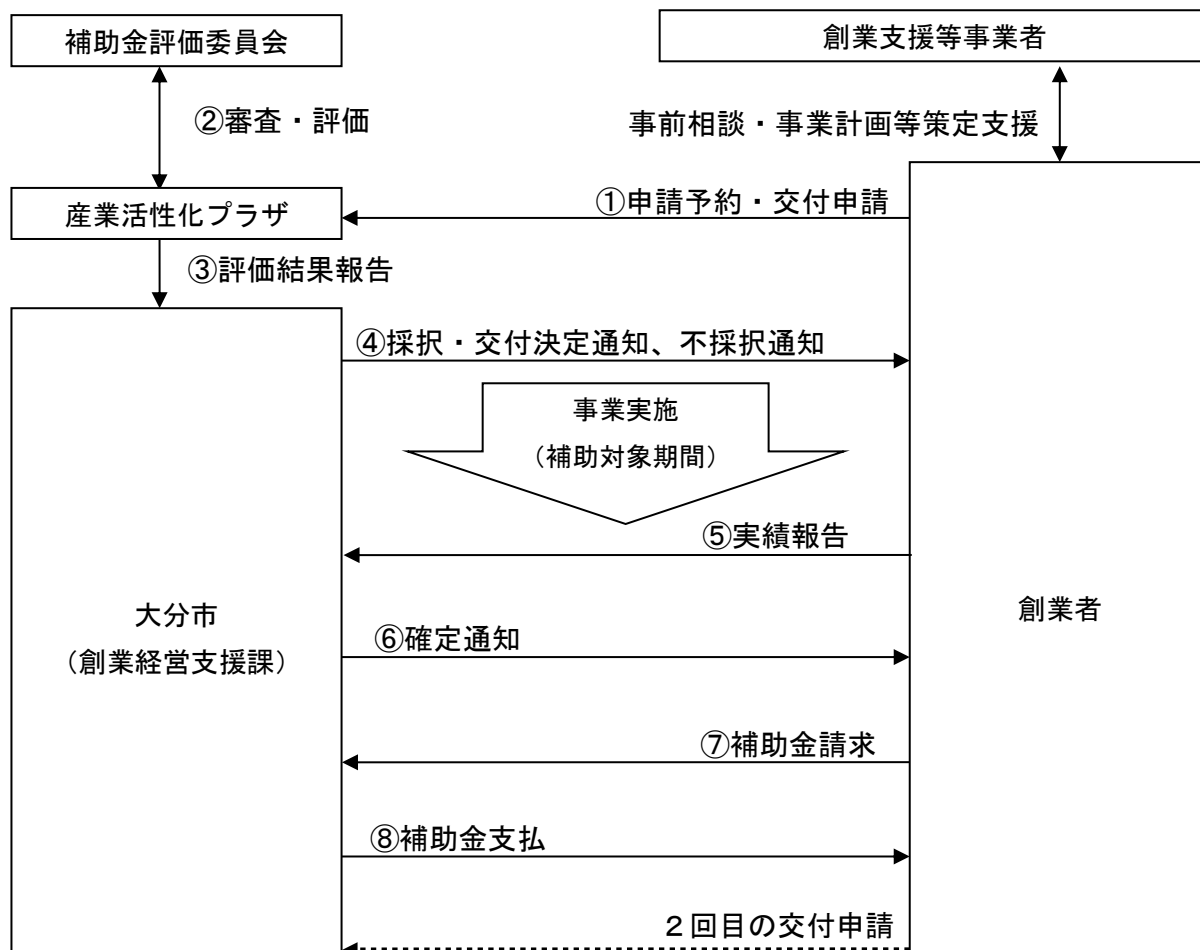 補助金評価委員会
創業支援等事業者
②審査・評価
事前相談・事業計画等策定支援
産業活性化プラザ
①申請予約・交付申請
③評価結果報告
④採択・交付決定通知、不採択通知
事業実施
（補助対象期間）
⑤実績報告
大分市
（創業経営支援課）
創業者
⑥確定通知
⑦補助金請求
⑧補助金支払
２回目の交付申請